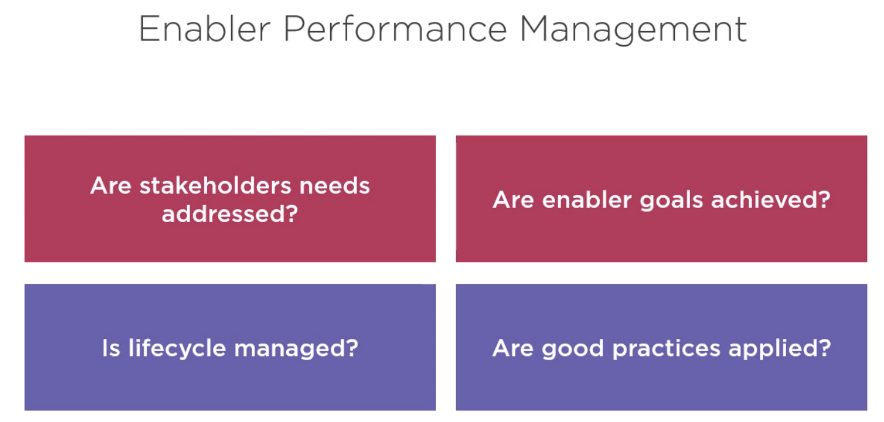 Enabler Performance Management
Are stakeholders needs
addressed?
Are enabler goals achieved?
Is lifecycle managed?
Are good practices applied?